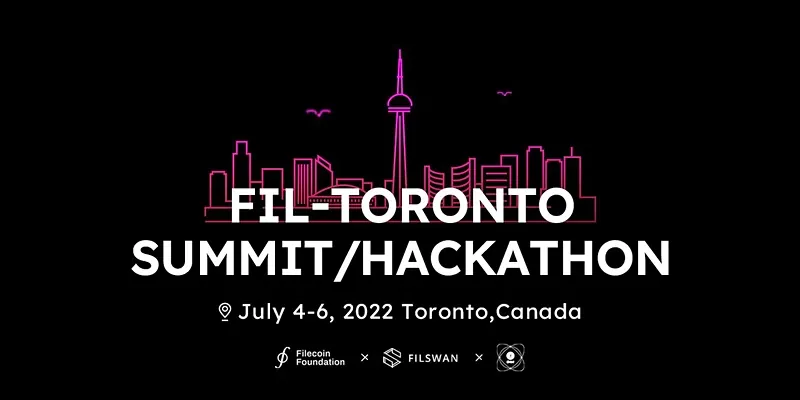 FIL-TORONTO
SUMMIT/HACKATHON
July 4-6, 2022 Toronto,Canada
Filecoin
Foundation
×
FILSWAN
×